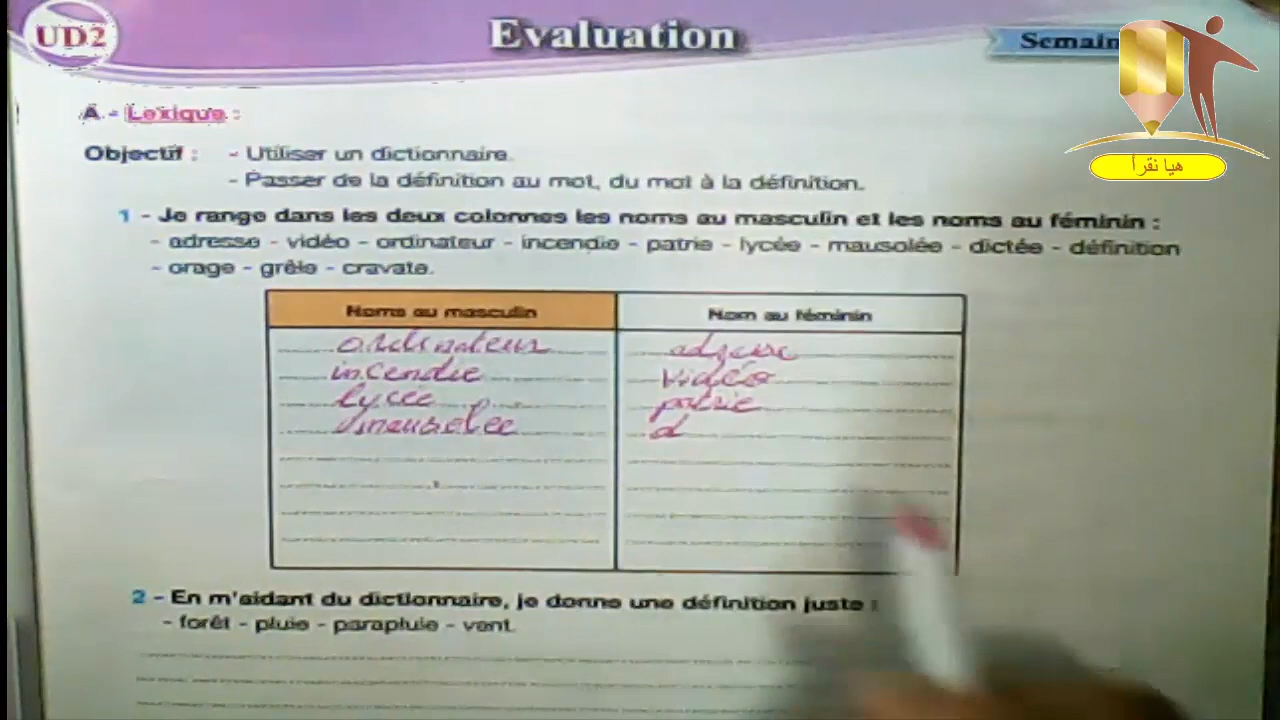 UD2
Evaluation
Semain
هيا نقرأ
A - Lexique :
Objectif : - Utiliser un dictionnaire.
- Passer de la définition au mot, du mot à la définition.
1 - Je range dans les deux colonnes les noms au masculin et les noms au féminin :
- adresse - vidéo - ordinateur - incendie - patrie - lycée - mausolée - dictée - définition
- orage - grêle - cravate.
Noms au masculin Nom au féminin
ordinateur adresse
incendie vidéo
lycée patrie
mausolée d
2 - En m'aidant du dictionnaire, je donne une définition juste :
- forêt - pluie - parapluie - vent.